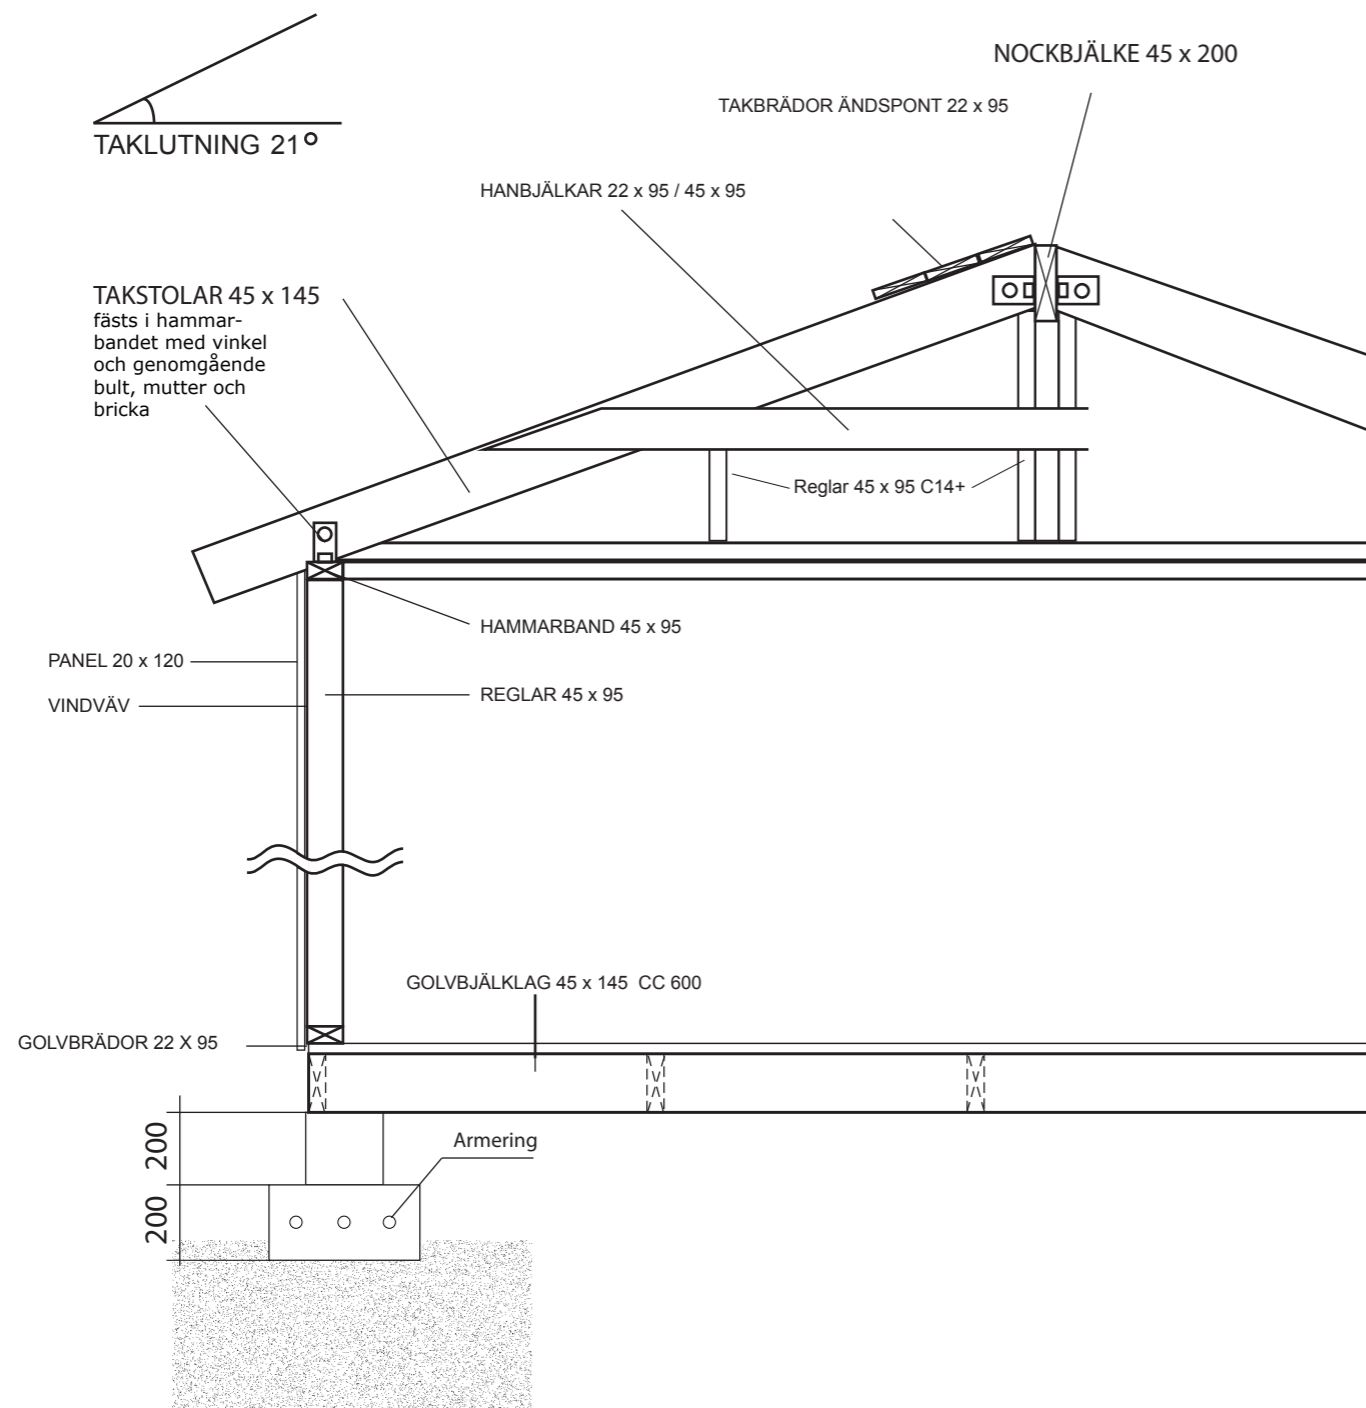 NOCKBJÄLKE 45 x 200
TAKBRÄDOR ÄNDSPONT 22 x 95
TAKLUTNING 21°
HANBJÄLKAR 22 x 95 / 45 x 95
TAKSTOLAR 45 x 145
fästs i hammar-
bandet med vinkel
och genomgående
bult, mutter och
bricka
Reglar 45 x 95 C14+
HAMMARBAND 45 x 95
PANEL 20 x 120
REGLAR 45 x 95
VINDVÄV
GOLVBJÄLKLAG 45 x 145 CC 600
GOLVBRÄDOR 22 X 95
200
Armering
200